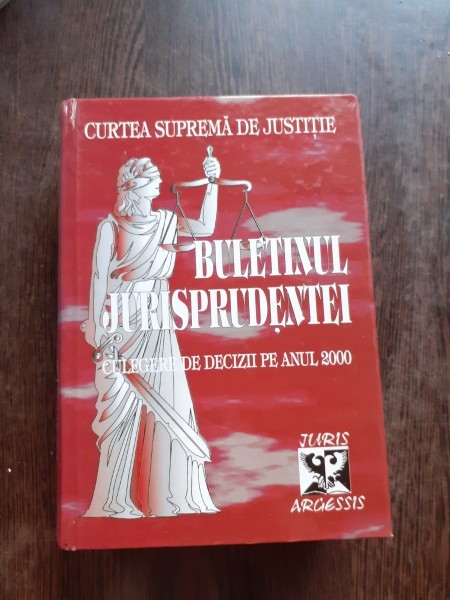 CURTEA SUPREMĂ DE JUSTIȚIE
BULETINUL
JURISPRUDENȚEI
CULEGERE DE DECIZII PE ANUL 2000
JURIS
ARGESSIS